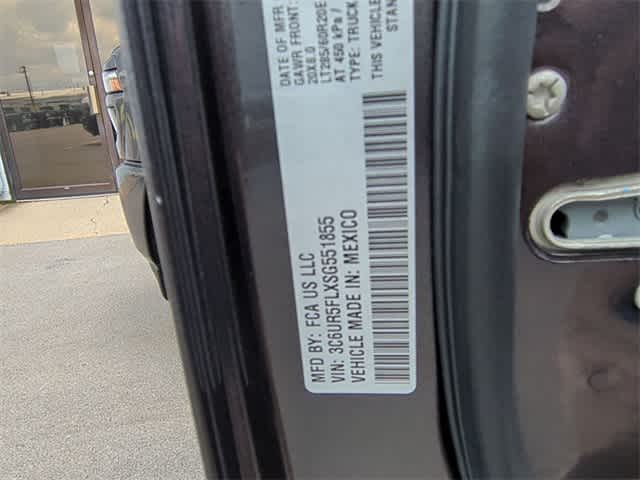 MFD BY: FCA US LLC
VIN: 3C6UR5FLXSG551855
VEHICLE MADE IN: MEXICO
DATE OF MFR
GAWR FRONT:
20X8.0
LT285/60R20E
AT 450 kPa /
TYPE: TRUCK
THIS VEHICLE
STAN